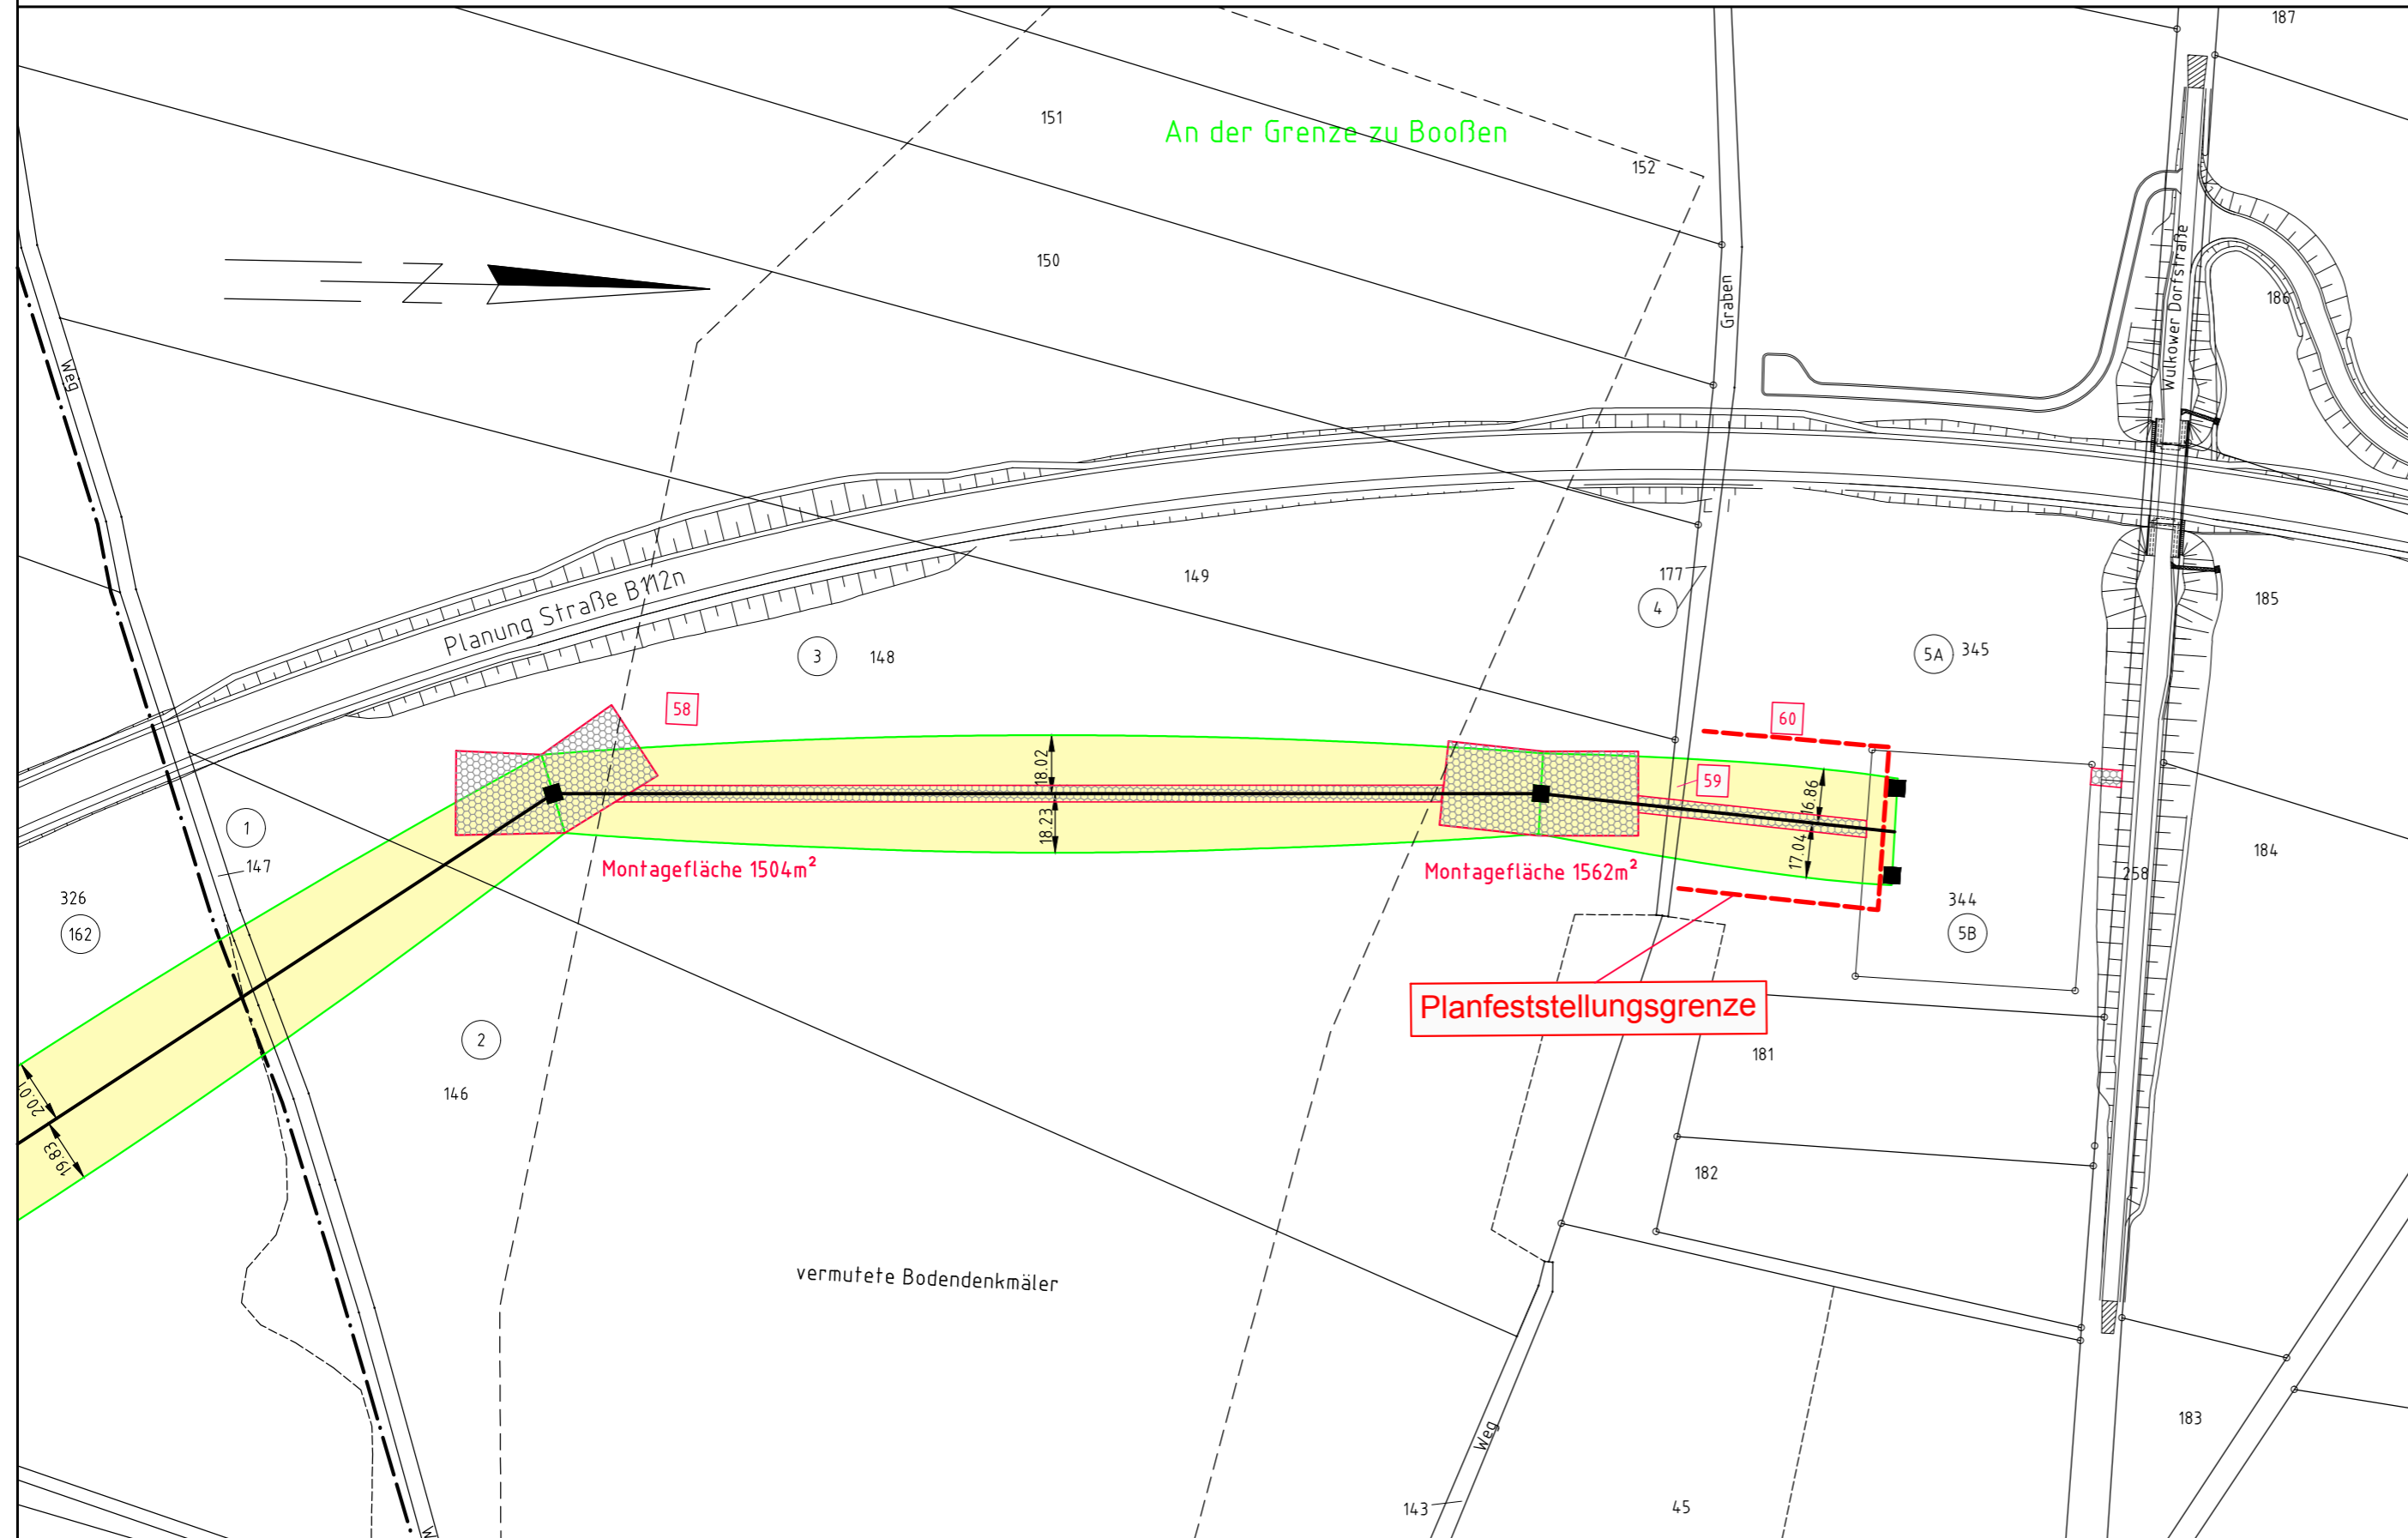 187
151
An der Grenze zu Booßen
152
150
N
Graben
Wulkower Dorfstraße
186
Weg
Planung Straße B112n
149
177
4
185
3
148
5A
345
58
60
18.02
59
16.86
18.23
17.04
1
147
Montagefläche 1504m²
Montagefläche 1562m²
184
258
326
162
344
5B
Planfeststellungsgrenze
2
181
146
19.83
182
vermutete Bodendenkmäler
Weg
183
143
45